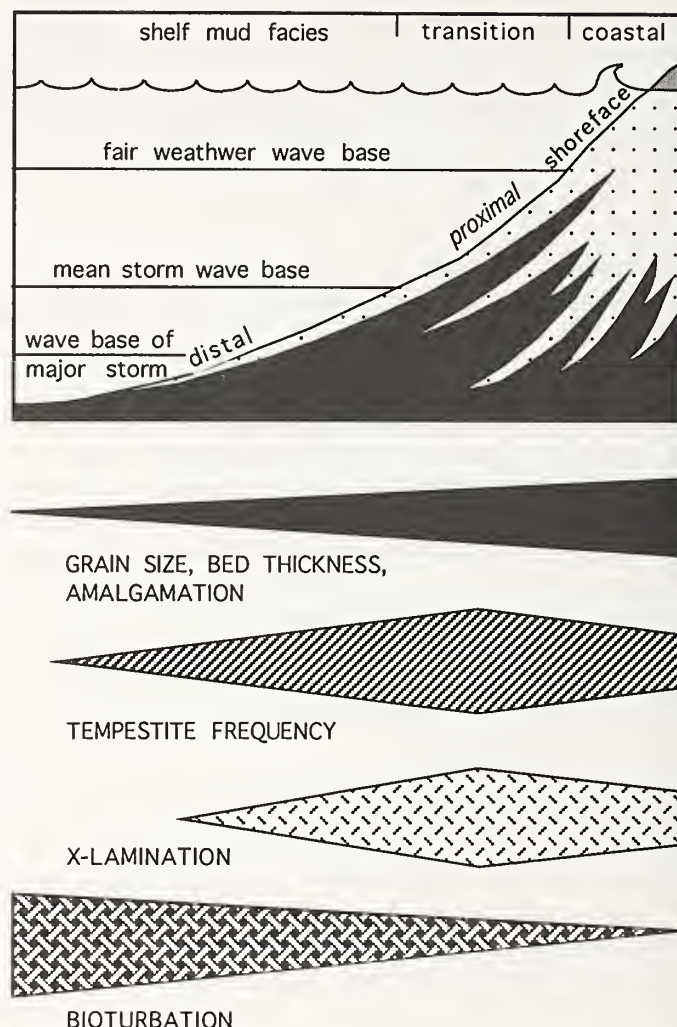 shelf mud facies
transition
coastal
fair weathwer wave base
shoreface
proximal
mean storm wave base
wave base of
major storm
distal
GRAIN SIZE, BED THICKNESS,
AMALGAMATION
TEMPESTITE FREQUENCY
X-LAMINATION
BIOTURBATION